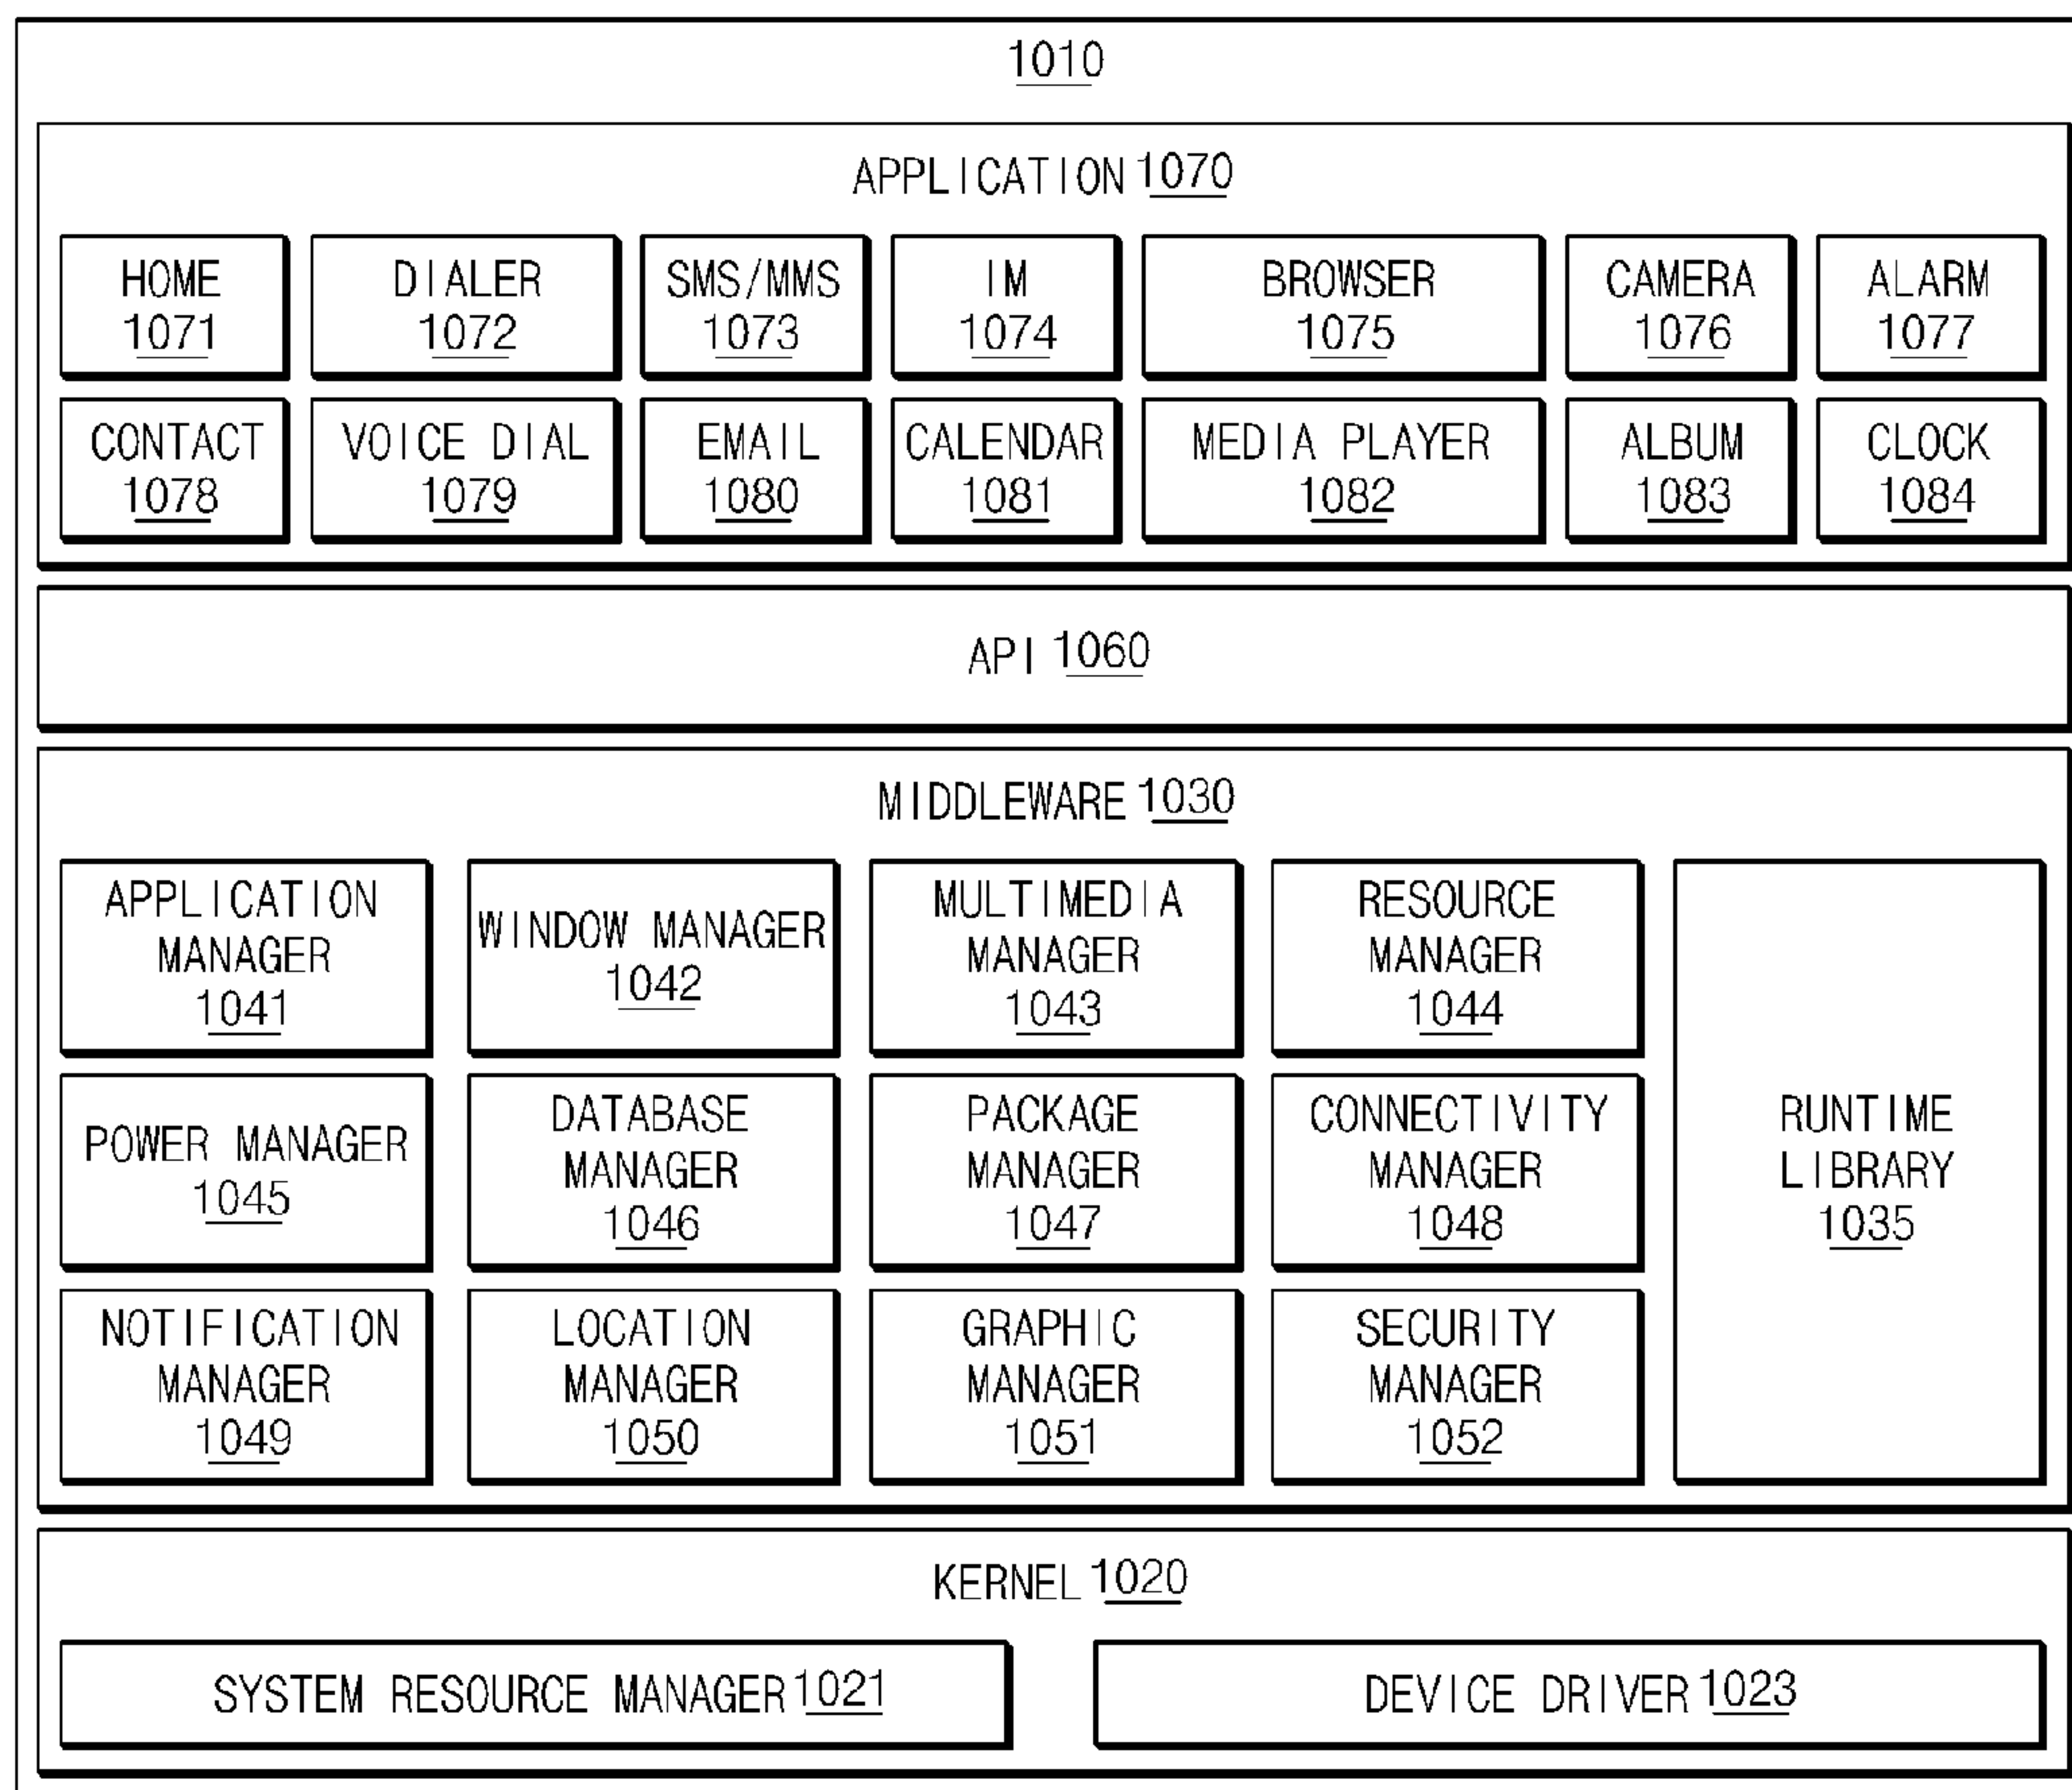 1010
APPLICATION 1070
HOME
1071
DIALER
1072
SMS/MMS
1073
IM
1074
BROWSER
1075
CAMERA
1076
ALARM
1077
CONTACT
1078
VOICE DIAL
1079
EMAIL
1080
CALENDAR
1081
MEDIA PLAYER
1082
ALBUM
1083
CLOCK
1084
API 1060
MIDDLEWARE 1030
APPLICATION
MANAGER
1041
WINDOW MANAGER
1042
MULTIMEDIA
MANAGER
1043
RESOURCE
MANAGER
1044
POWER MANAGER
1045
DATABASE
MANAGER
1046
PACKAGE
MANAGER
1047
CONNECTIVITY
MANAGER
1048
NOTIFICATION
MANAGER
1049
LOCATION
MANAGER
1050
GRAPHIC
MANAGER
1051
SECURITY
MANAGER
1052
RUNTIME
LIBRARY
1035
KERNEL 1020
SYSTEM RESOURCE MANAGER 1021
DEVICE DRIVER 1023